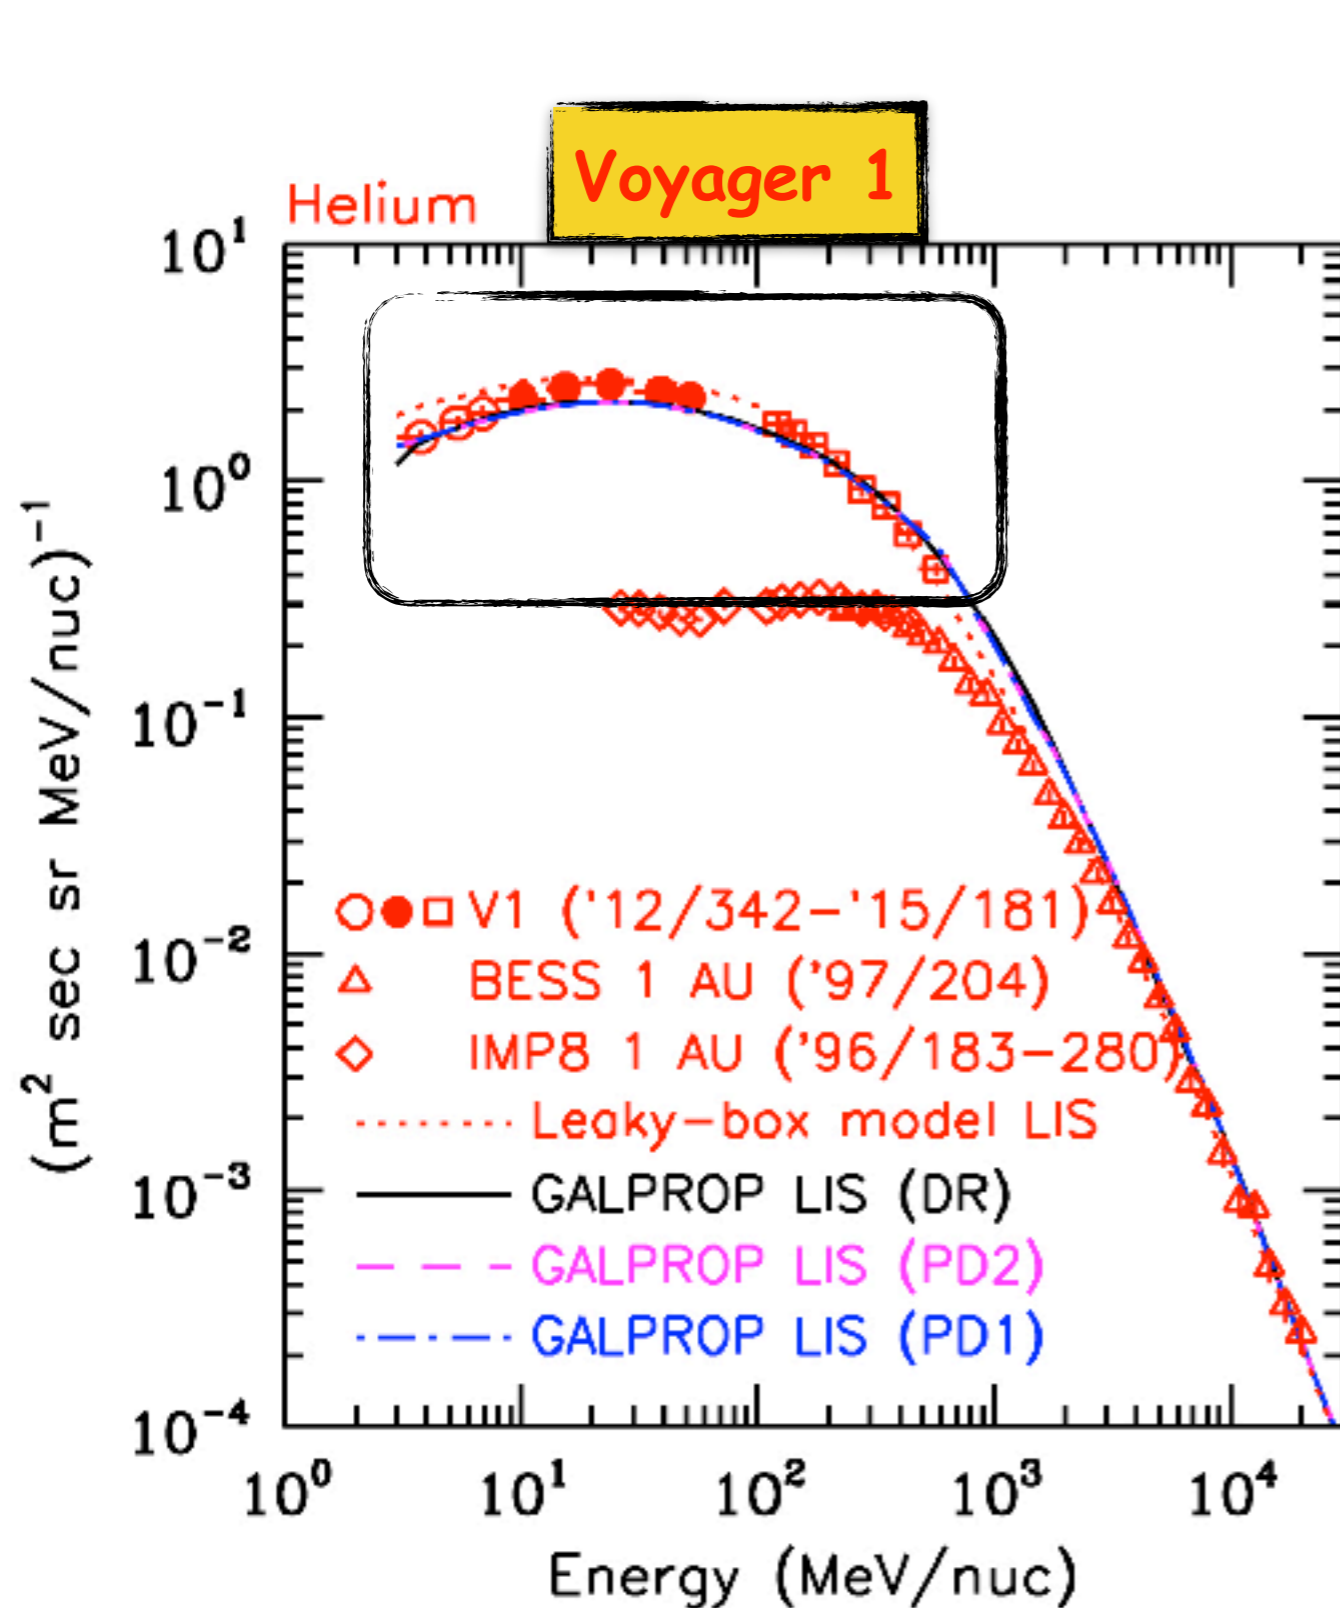 Voyager 1
Helium
10¹
10⁰
10⁻¹
10⁻²
10⁻³
10⁻⁴
(m² sec sr MeV/nuc)⁻¹
V1 ('12/342−'15/181)
BESS 1 AU ('97/204)
IMP8 1 AU ('96/183−280)
Leaky−box model LIS
GALPROP LIS (DR)
GALPROP LIS (PD2)
GALPROP LIS (PD1)
10⁰ 10¹ 10² 10³ 10⁴
Energy (MeV/nuc)